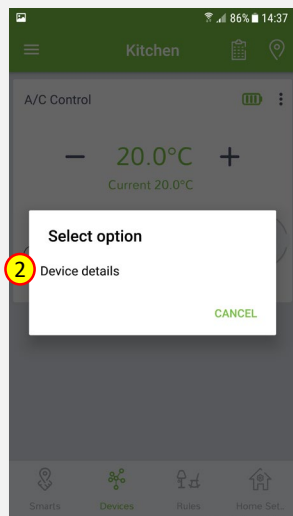 86% 14:37
Kitchen
A/C Control
20.0°C
Current 20.0°C
Select option
2 Device details
CANCEL
Smarts Devices Rules Home Set..